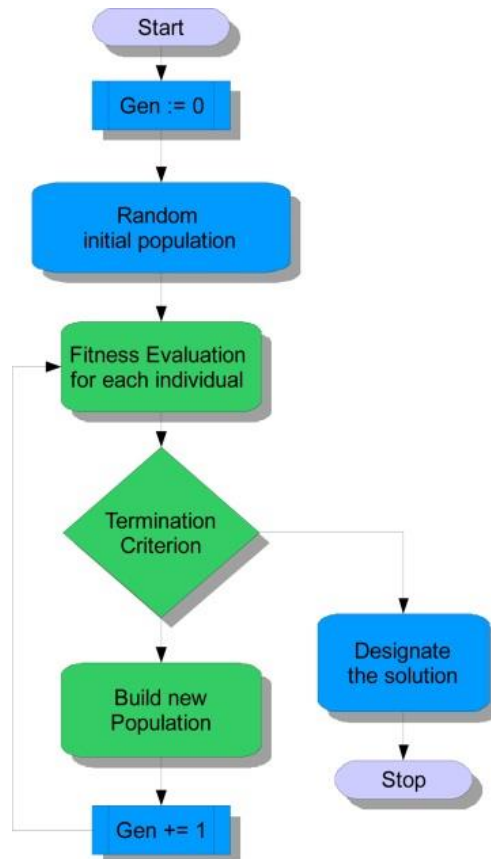 Start
Gen := 0
Random
initial population
Fitness Evaluation
for each individual
Termination
Criterion
Designate
the solution
Build new
Population
Stop
Gen += 1